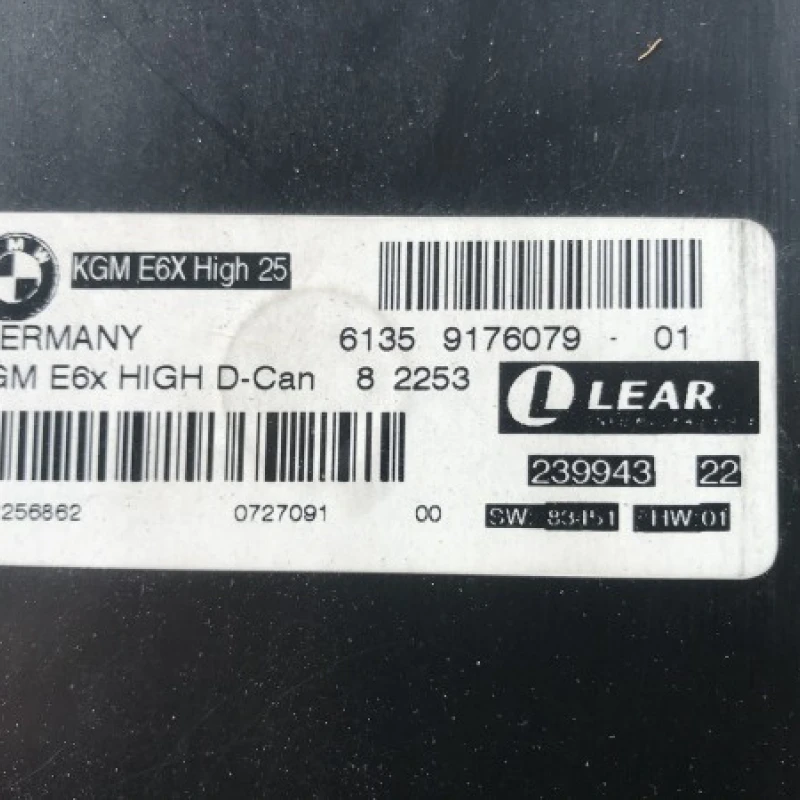 BMW
KGM E6X High 25
ERMANY
6135 9176079 - 01
GM E6x HIGH D-Can 8 2253
LEAR
239943 22
256862 0727091 00
SW: HW:01